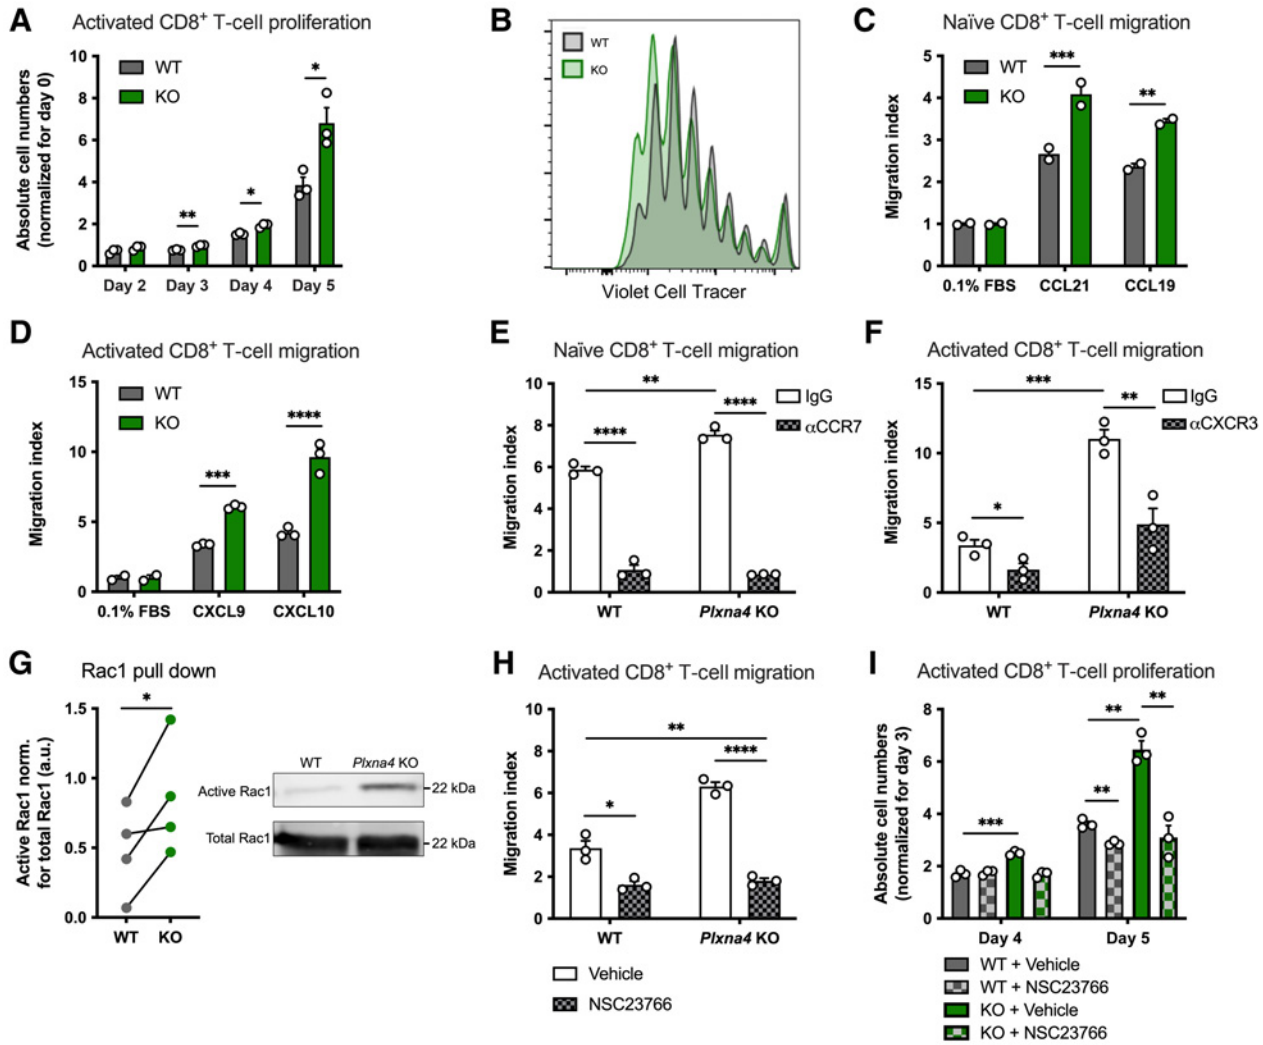 A
Activated CD8+ T-cell proliferation
Absolute cell numbers
(normalized for day 0)
10
8
6
4
2
0
WT
KO
**
*
*
Day 2
Day 3
Day 4
Day 5
B
WT
KO
Violet Cell Tracer
C
Naïve CD8+ T-cell migration
Migration index
5
4
3
2
1
0
WT
KO
***
**
0.1% FBS
CCL21
CCL19
D
Activated CD8+ T-cell migration
Migration index
15
10
5
0
WT
KO
***
****
0.1% FBS
CXCL9
CXCL10
E
Naïve CD8+ T-cell migration
Migration index
10
8
6
4
2
0
**
****
****
IgG
αCCR7
WT
Plxna4 KO
F
Activated CD8+ T-cell migration
Migration index
15
10
5
0
***
**
*
IgG
αCXCR3
WT
Plxna4 KO
G
Rac1 pull down
Active Rac1 norm.
for total Rac1 (a.u.)
1.5
1.0
0.5
0.0
*
WT
KO
WT
Plxna4 KO
Active Rac1
22 kDa
Total Rac1
22 kDa
H
Activated CD8+ T-cell migration
Migration index
10
8
6
4
2
0
**
****
*
WT
Plxna4 KO
Vehicle
NSC23766
I
Activated CD8+ T-cell proliferation
Absolute cell numbers
(normalized for day 3)
8
6
4
2
0
***
**
**
**
Day 4
Day 5
WT + Vehicle
WT + NSC23766
KO + Vehicle
KO + NSC23766